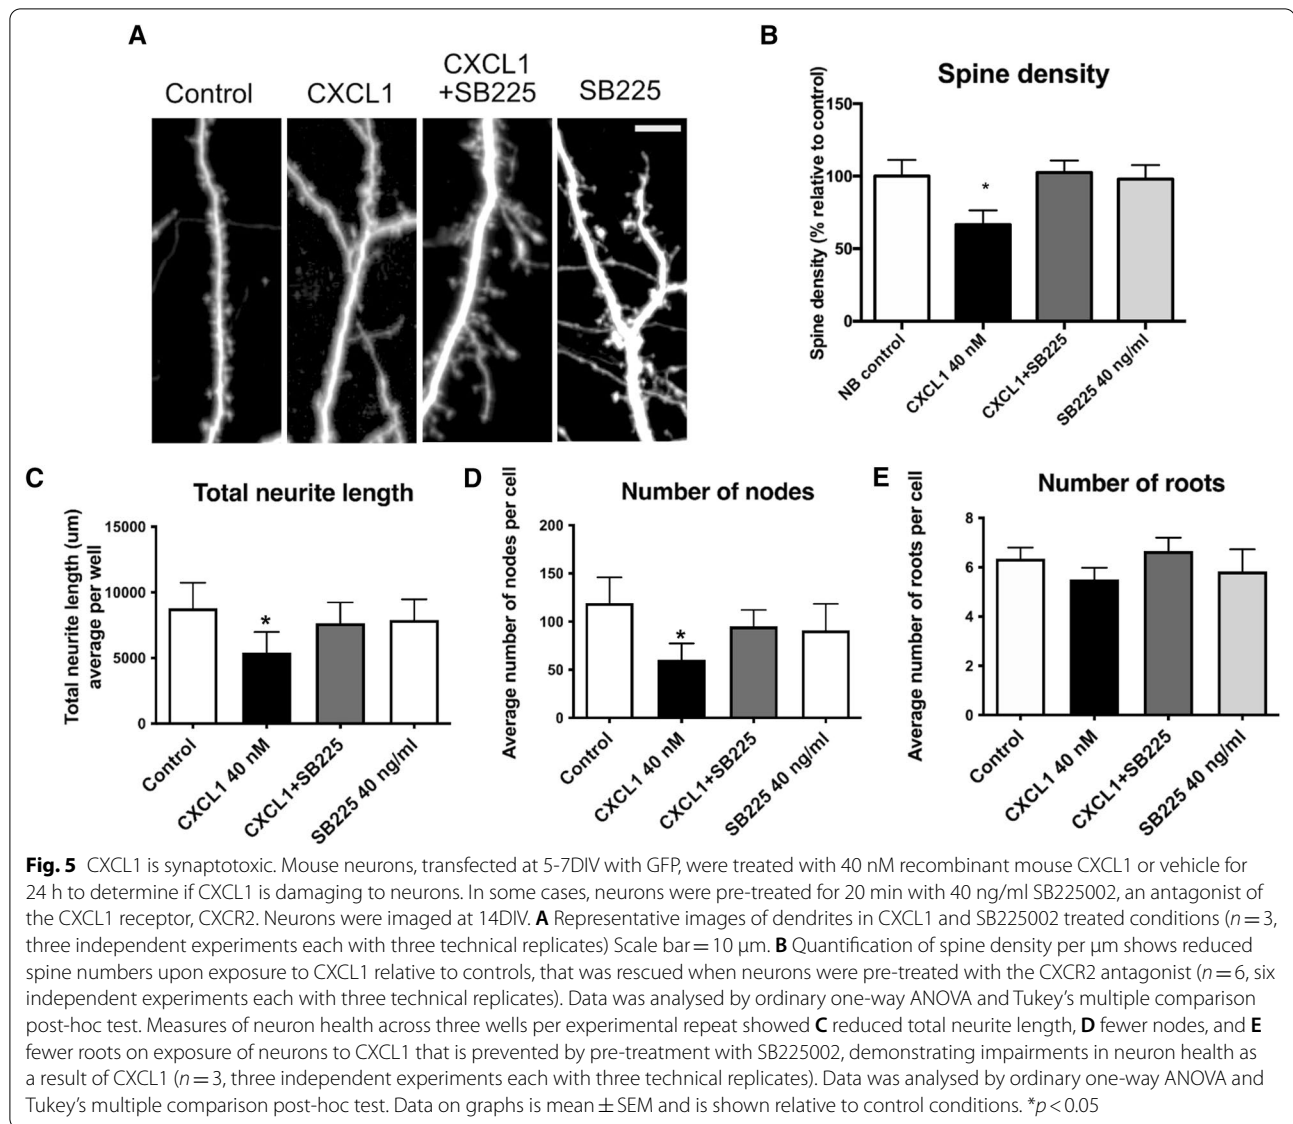 A
Control
CXCL1
CXCL1
+SB225
SB225
B
Spine density
Spine density (% relative to control)
150
100
50
0
*
NB control
CXCL1 40 nM
CXCL1+SB225
SB225 40 ng/ml
C
Total neurite length
Total neurite length (um)
average per well
15000
10000
5000
0
*
Control
CXCL1 40 nM
CXCL1+SB225
SB225 40 ng/ml
D
Number of nodes
Average number of nodes per cell
200
150
100
50
0
*
Control
CXCL1 40 nM
CXCL1+SB225
SB225 40 ng/ml
E
Number of roots
Average number of roots per cell
8
6
4
2
0
Control
CXCL1 40 nM
CXCL1+SB225
SB225 40 ng/ml
Fig. 5 CXCL1 is synaptotoxic. Mouse neurons, transfected at 5-7DIV with GFP, were treated with 40 nM recombinant mouse CXCL1 or vehicle for
24 h to determine if CXCL1 is damaging to neurons. In some cases, neurons were pre-treated for 20 min with 40 ng/ml SB225002, an antagonist of
the CXCL1 receptor, CXCR2. Neurons were imaged at 14DIV. A Representative images of dendrites in CXCL1 and SB225002 treated conditions (n = 3,
three independent experiments each with three technical replicates) Scale bar = 10 µm. B Quantification of spine density per µm shows reduced
spine numbers upon exposure to CXCL1 relative to controls, that was rescued when neurons were pre-treated with the CXCR2 antagonist (n = 6, six
independent experiments each with three technical replicates). Data was analysed by ordinary one-way ANOVA and Tukey's multiple comparison
post-hoc test. Measures of neuron health across three wells per experimental repeat showed C reduced total neurite length, D fewer nodes, and E
fewer roots on exposure of neurons to CXCL1 that is prevented by pre-treatment with SB225002, demonstrating impairments in neuron health as
a result of CXCL1 (n = 3, three independent experiments each with three technical replicates). Data was analysed by ordinary one-way ANOVA and
Tukey's multiple comparison post-hoc test. Data on graphs is mean ± SEM and is shown relative to control conditions. *p < 0.05